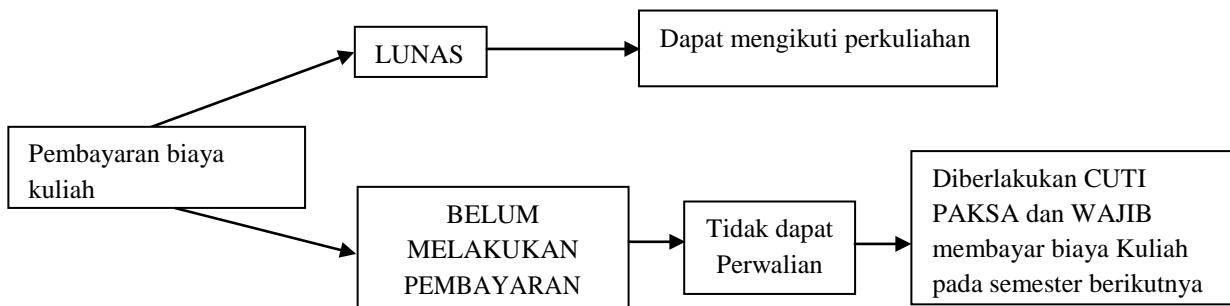 LUNAS
Dapat mengikuti perkuliahan
Pembayaran biaya
kuliah
BELUM
MELAKUKAN
PEMBAYARAN
Tidak dapat
Perwalian
Diberlakukan CUTI
PAKSA dan WAJIB
membayar biaya Kuliah
pada semester berikutnya